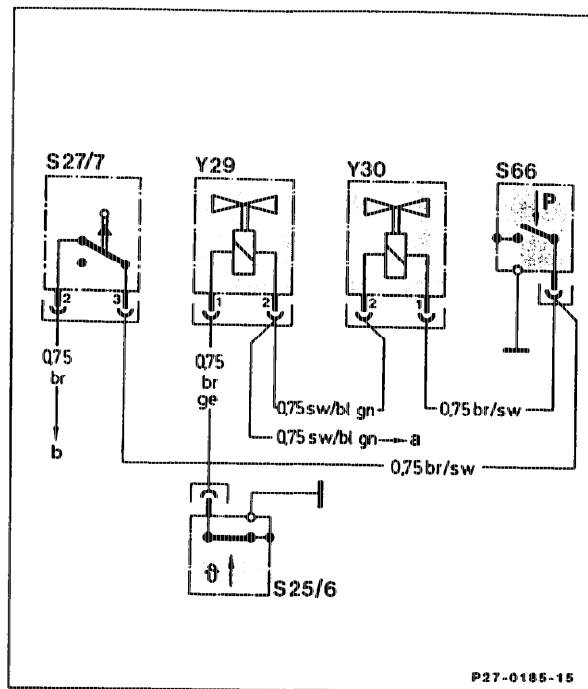 S27/7 Y29 Y30 S66
P
2 3 1 2 2 1
0,75
br
b
0,75
br
ge
0,75 sw/bl gn
0,75 br/sw
0,75 sw/bl gn a
0,75 br/sw
ϑ
S25/6
P27-0185-15